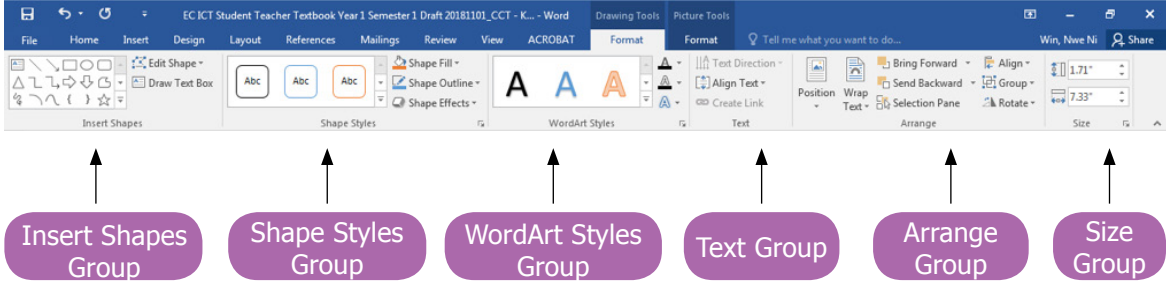 EC ICT Student Teacher Textbook Year 1 Semester 1 Draft 20181101_CCT - K... - Word
Drawing Tools
Picture Tools
File Home Insert Design Layout References Mailings Review View ACROBAT Format Format Tell me what you want to do... Win, Nwe Ni Share
Edit Shape
Draw Text Box
Insert Shapes
Abc Abc Abc
Shape Fill
Shape Outline
Shape Effects
Shape Styles
A A A
A
A
A
WordArt Styles
Text Direction
Align Text
Create Link
Text
Position
Wrap
Text
Bring Forward
Send Backward
Selection Pane
Align
Group
Rotate
Arrange
1.71"
7.33"
Size
Insert Shapes
Group
Shape Styles
Group
WordArt Styles
Group
Text Group
Arrange
Group
Size
Group